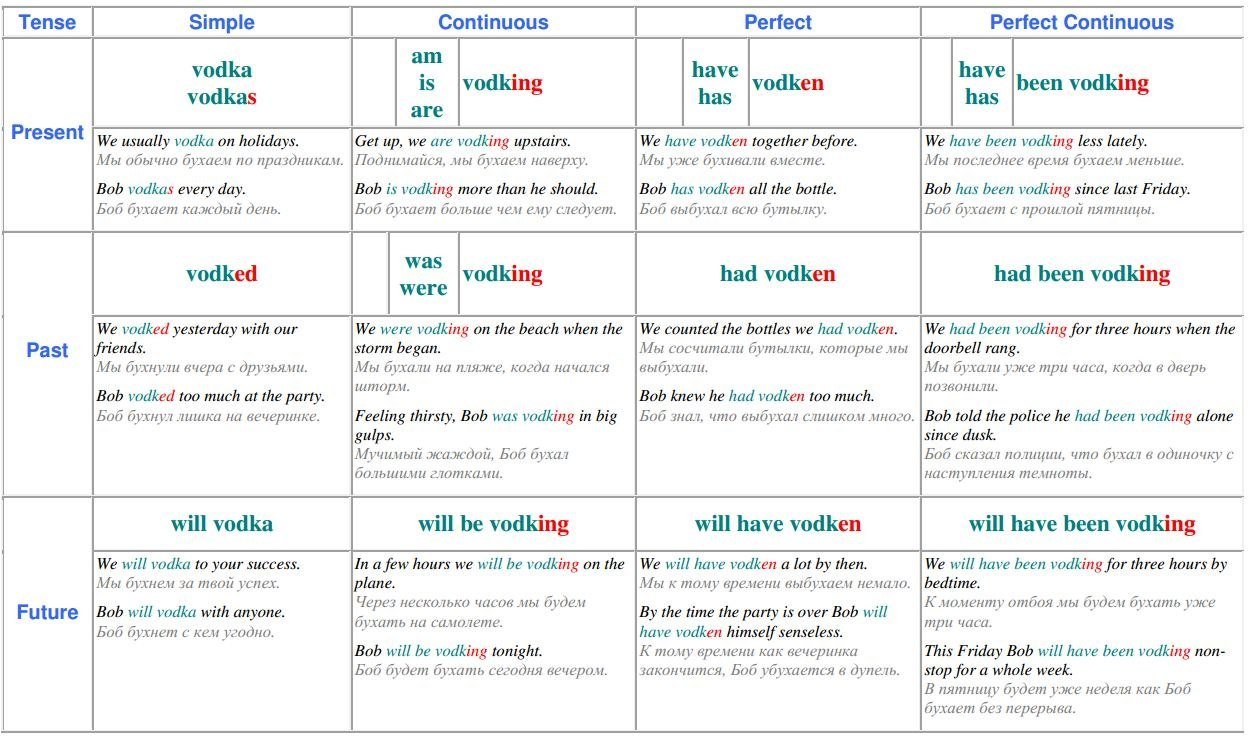 Tense Simple Continuous Perfect Perfect Continuous
Present
vodka
vodkas
am
is
are
vodking
have
has
vodken
have
has
been vodking
We usually vodka on holidays.
Мы обычно бухаем по праздникам.
Bob vodkas every day.
Боб бухает каждый день.
Get up, we are vodking upstairs.
Поднимайся, мы бухаем наверху.
Bob is vodking more than he should.
Боб бухает больше чем ему следует.
We have vodken together before.
Мы уже бухивали вместе.
Bob has vodken all the bottle.
Боб выбухал всю бутылку.
We have been vodking less lately.
Мы последнее время бухаем меньше.
Bob has been vodking since last Friday.
Боб бухает с прошлой пятницы.
Past
vodked
was
were
vodking
had vodken
had been vodking
We vodked yesterday with our
friends.
Мы бухнули вчера с друзьями.
Bob vodked too much at the party.
Боб бухнул лишка на вечеринке.
We were vodking on the beach when the
storm began.
Мы бухали на пляже, когда начался
шторм.
Feeling thirsty, Bob was vodking in big
gulps.
Мучимый жаждой, Боб бухал
большими глотками.
We counted the bottles we had vodken.
Мы сосчитали бутылки, которые мы
выбухали.
Bob knew he had vodken too much.
Боб знал, что выбухал слишком много.
We had been vodking for three hours when the
doorbell rang.
Мы бухали уже три часа, когда в дверь
позвонили.
Bob told the police he had been vodking alone
since dusk.
Боб сказал полиции, что бухал в одиночку с
наступления темноты.
Future
will vodka
will be vodking
will have vodken
will have been vodking
We will vodka to your success.
Мы бухнем за твой успех.
Bob will vodka with anyone.
Боб бухнет с кем угодно.
In a few hours we will be vodking on the
plane.
Через несколько часов мы будем
бухать на самолете.
Bob will be vodking tonight.
Боб будет бухать сегодня вечером.
We will have vodken a lot by then.
Мы к тому времени выбухаем немало.
By the time the party is over Bob will
have vodken himself senseless.
К тому времени как вечеринка
закончится, Боб убухается в дупель.
We will have been vodking for three hours by
bedtime.
К моменту отбоя мы будем бухать уже
три часа.
This Friday Bob will have been vodking non-
stop for a whole week.
В пятницу будет уже неделя как Боб
бухает без перерыва.